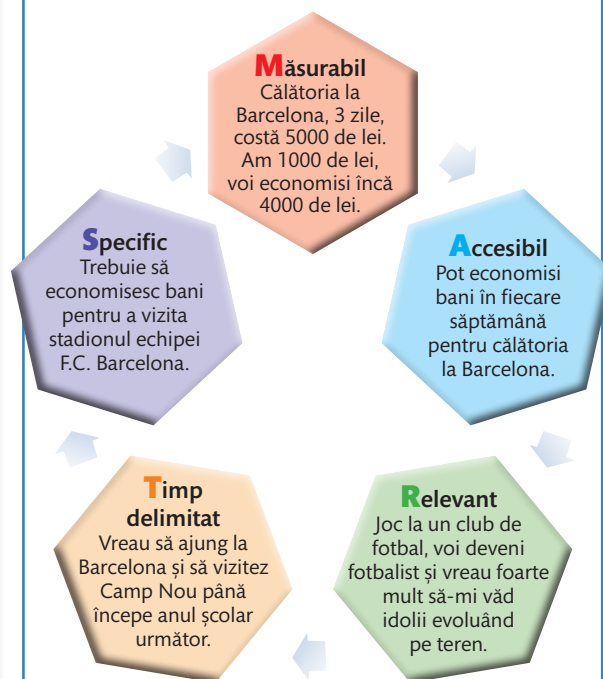 Măsurabil
Călătoria la
Barcelona, 3 zile,
costă 5000 de lei.
Am 1000 de lei,
voi economisi încă
4000 de lei.
Accesibil
Pot economisi
bani în fiecare
săptămână
pentru călătoria
la Barcelona.
Relevant
Joc la un club de
fotbal, voi deveni
fotbalist și vreau foarte
mult să-mi văd
idolii evoluând
pe teren.
Timp
delimitat
Vreau să ajung la
Barcelona și să vizitez
Camp Nou până
începe anul școlar
următor.
Specific
Trebuie să
economisesc bani
pentru a vizita
stadionul echipei
F.C. Barcelona.